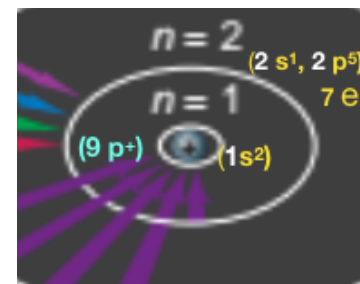 n = 2
(2 s¹, 2 p⁵)
7 e
n = 1
(9 p⁺)
+
(1s²)